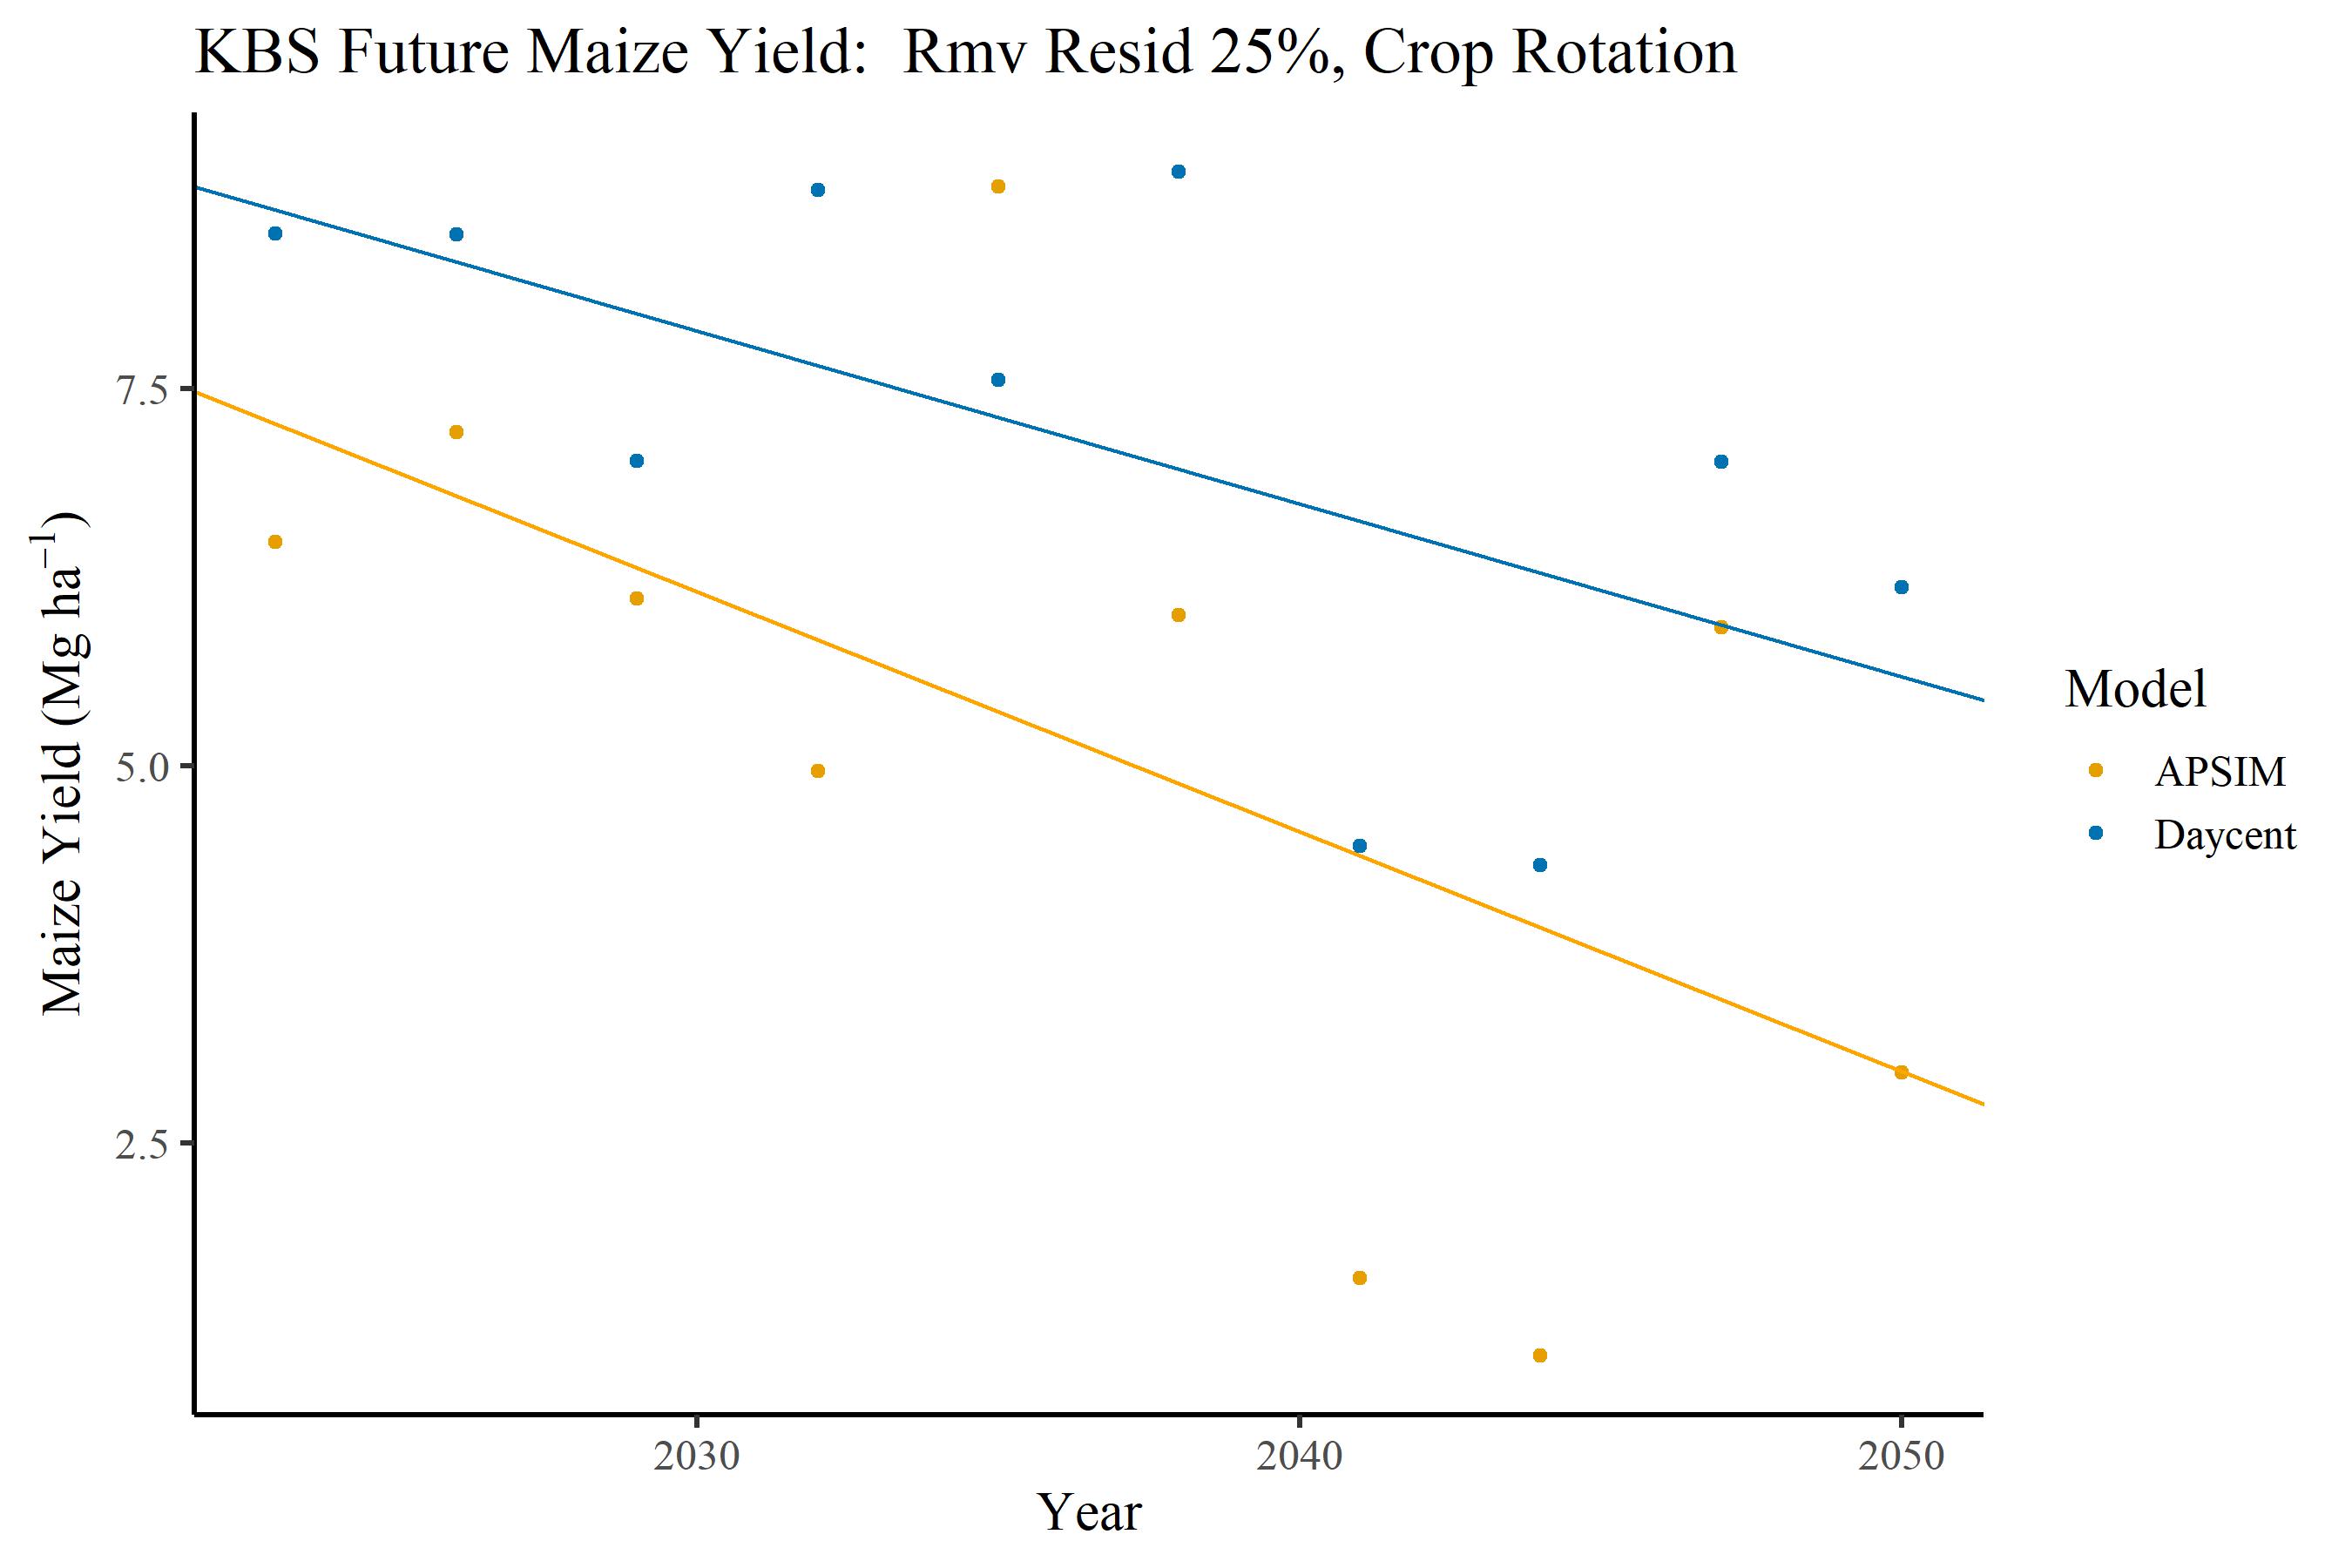 KBS Future Maize Yield:  Rmv Resid 25%, Crop Rotation
Maize Yield (Mg ha⁻¹)
7.5
5.0
2.5
2030 2040 2050
Year
Model
APSIM
Daycent